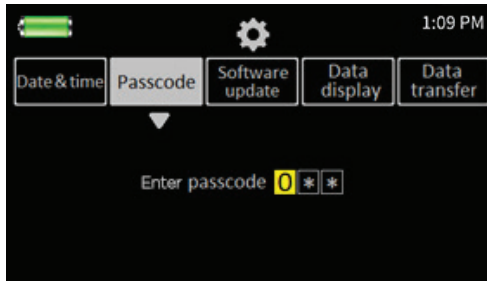 1:09 PM
Date & time
Passcode
Software
update
Data
display
Data
transfer
Enter passcode 0 * *